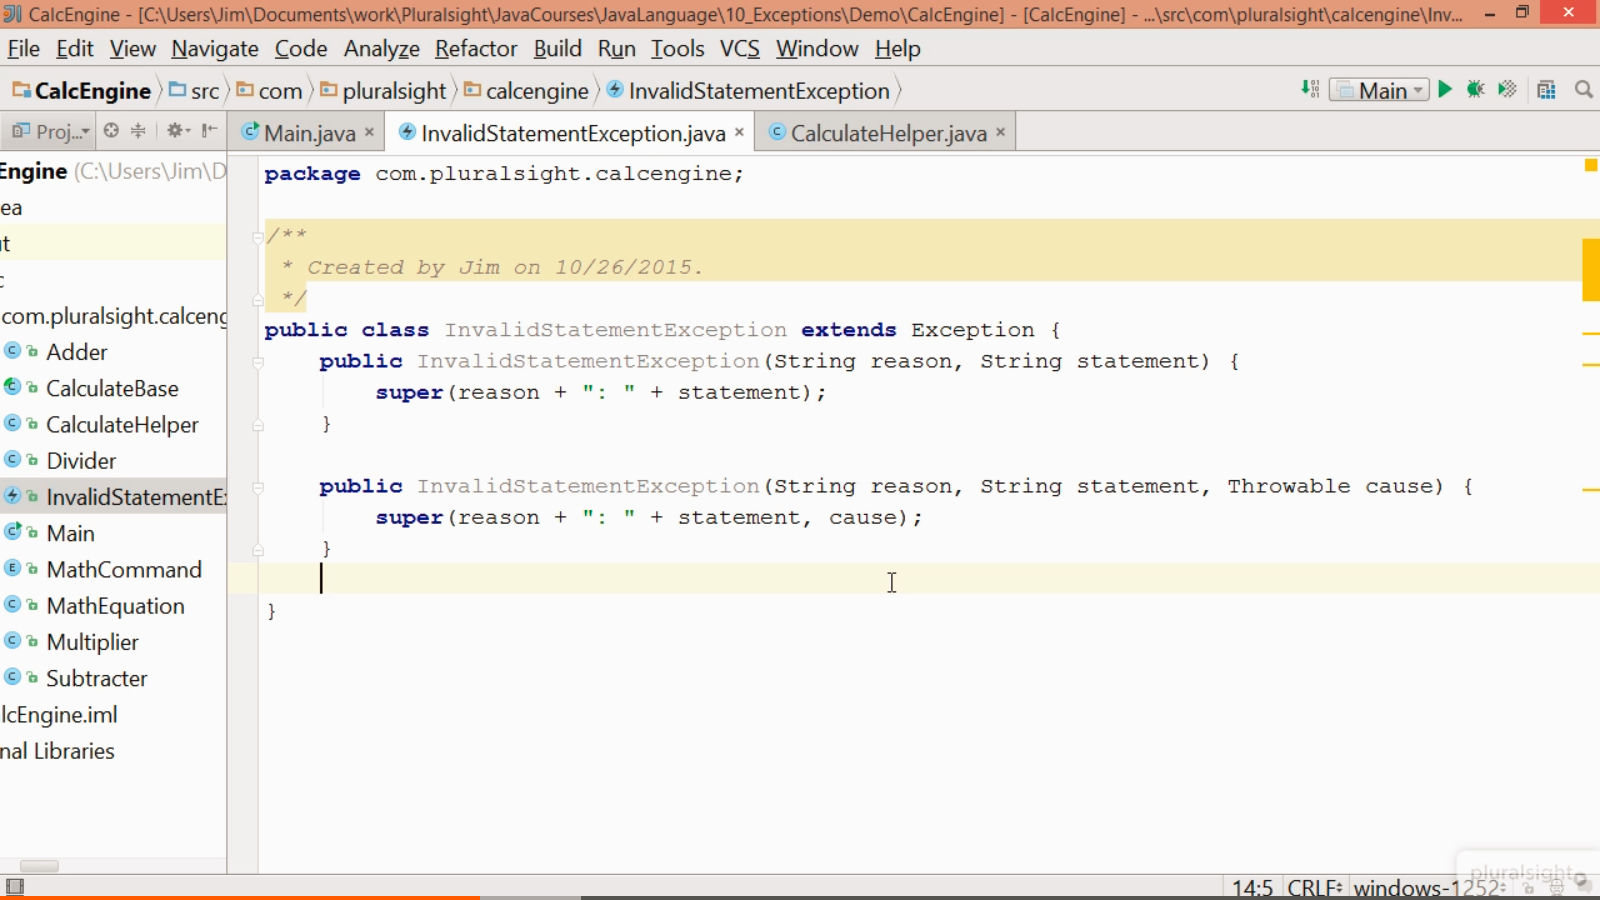 CalcEngine - [C:\Users\Jim\Documents\work\Pluralsight\JavaCourses\JavaLanguage\10_Exceptions\Demo\CalcEngine] - [CalcEngine] - ...\src\com\pluralsight\calcengine\Inv...
File Edit View Navigate Code Analyze Refactor Build Run Tools VCS Window Help
CalcEngine src com pluralsight calcengine InvalidStatementException Main
Proj... Main.java × InvalidStatementException.java × CalculateHelper.java ×
Engine (C:\Users\Jim\D
ea
t
c
com.pluralsight.calceng
Adder
CalculateBase
CalculateHelper
Divider
InvalidStatementEx
Main
MathCommand
MathEquation
Multiplier
Subtracter
lcEngine.iml
nal Libraries
package com.pluralsight.calcengine;
/**
* Created by Jim on 10/26/2015.
*/
public class InvalidStatementException extends Exception {
public InvalidStatementException(String reason, String statement) {
super(reason + ": " + statement);
}
public InvalidStatementException(String reason, String statement, Throwable cause) {
super(reason + ": " + statement, cause);
}
}
pluralsight
14:5 CRLF windows-1252